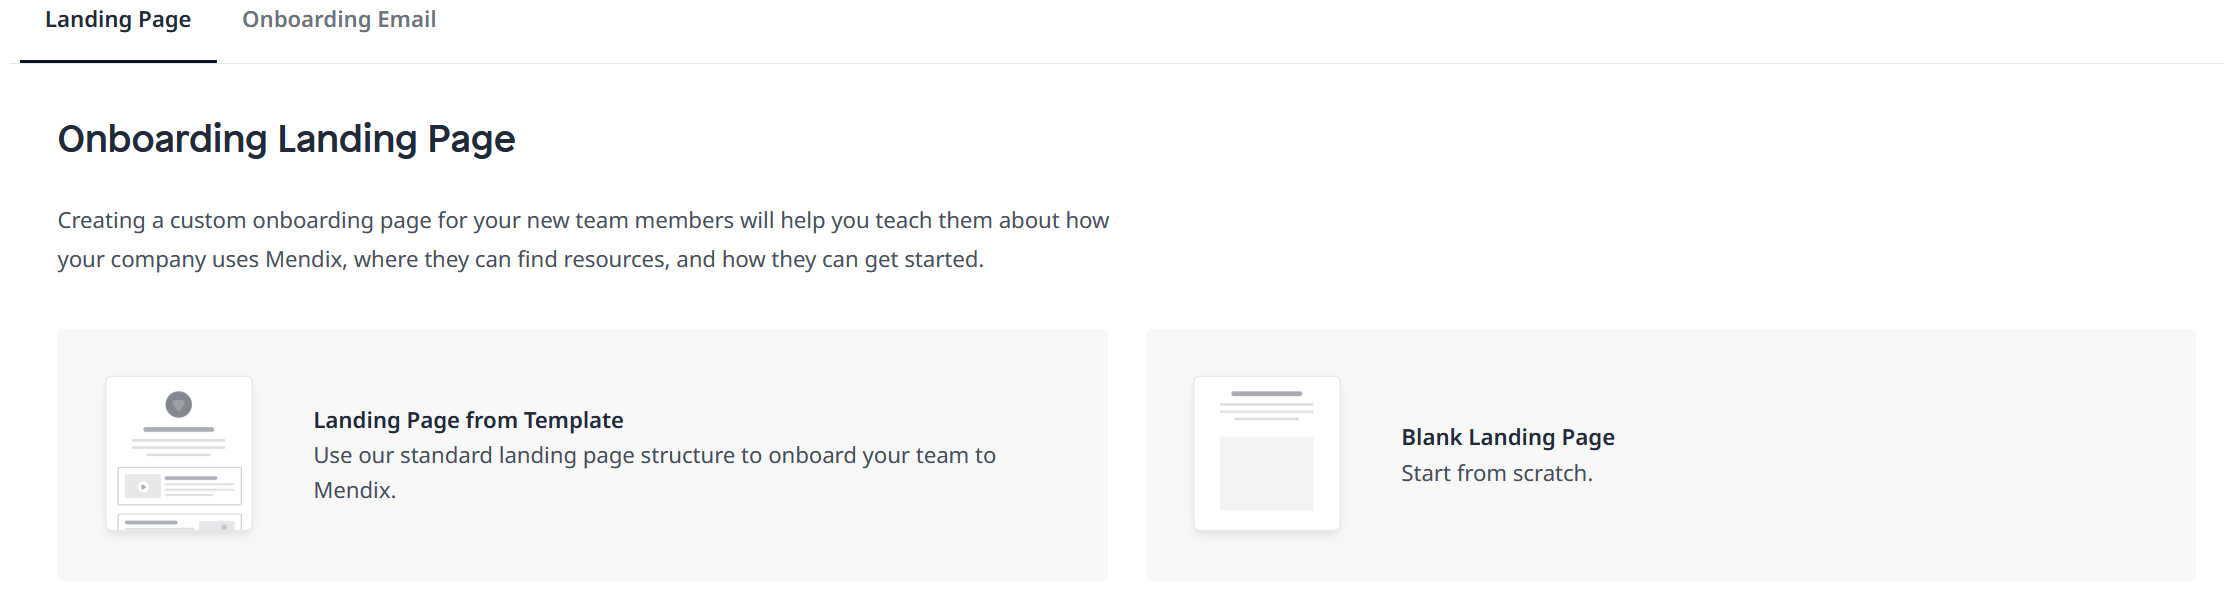 Landing Page
Onboarding Email
Onboarding Landing Page
Creating a custom onboarding page for your new team members will help you teach them about how
your company uses Mendix, where they can find resources, and how they can get started.
Landing Page from Template
Use our standard landing page structure to onboard your team to
Mendix.
Blank Landing Page
Start from scratch.